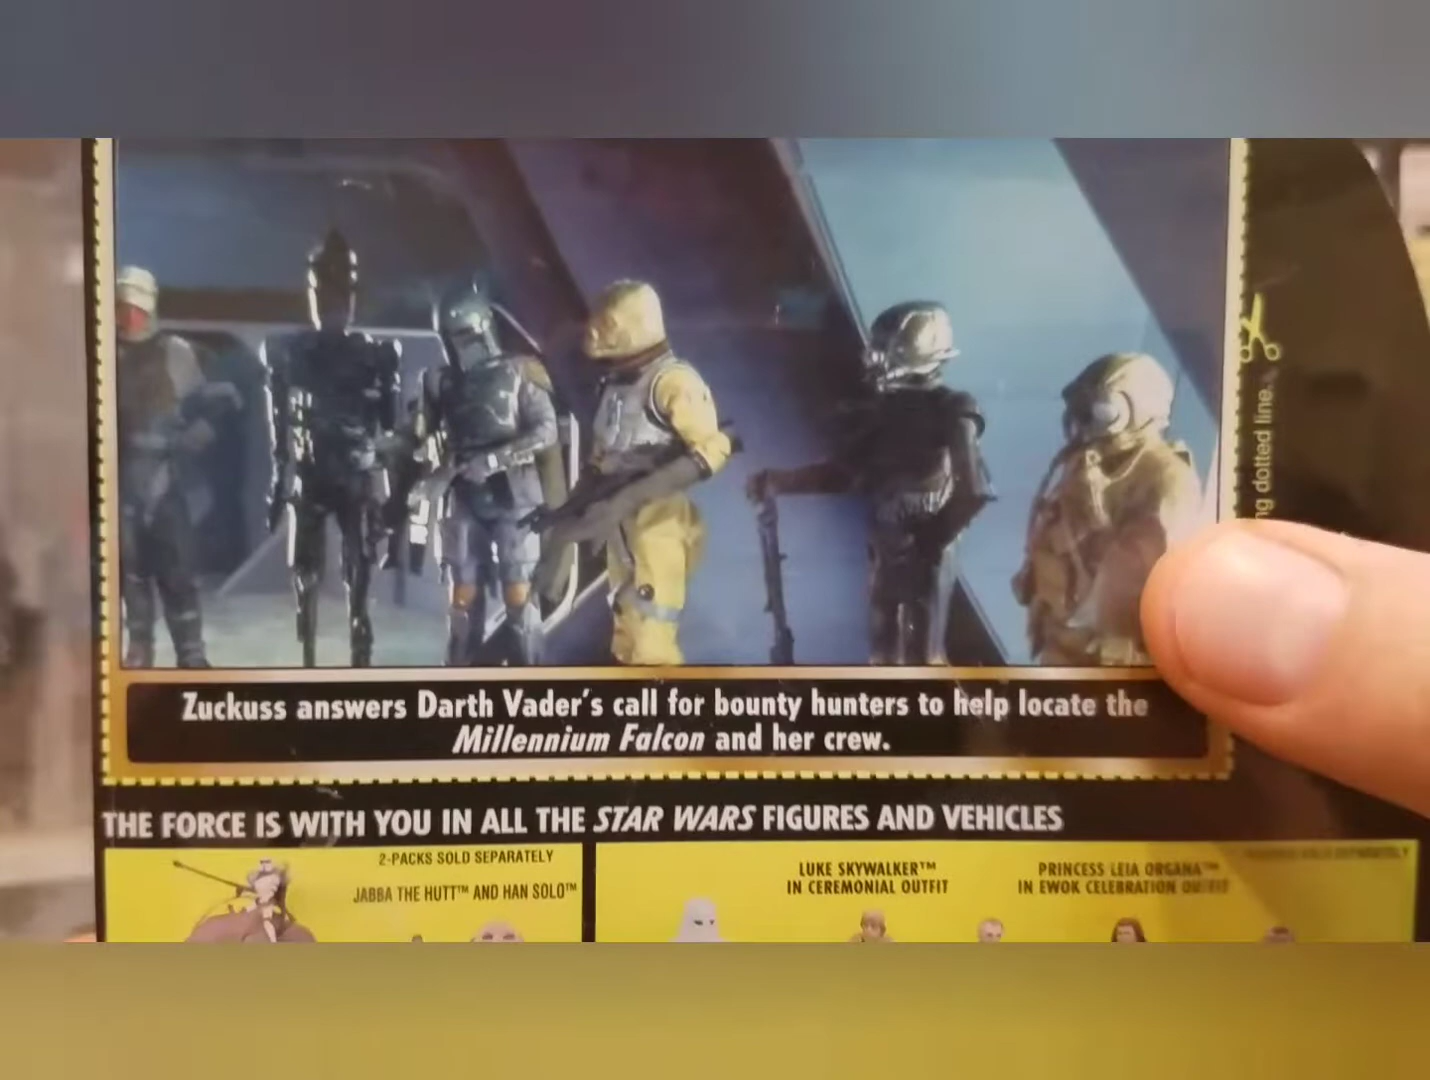 ng dotted line.
Zuckuss answers Darth Vader's call for bounty hunters to help locate the
Millennium Falcon and her crew.
THE FORCE IS WITH YOU IN ALL THE STAR WARS FIGURES AND VEHICLES
2-PACKS SOLD SEPARATELY
JABBA THE HUTT™ AND HAN SOLO™
LUKE SKYWALKER™
IN CEREMONIAL OUTFIT
PRINCESS LEIA ORGANA™
IN EWOK CELEBRATION OUTFIT